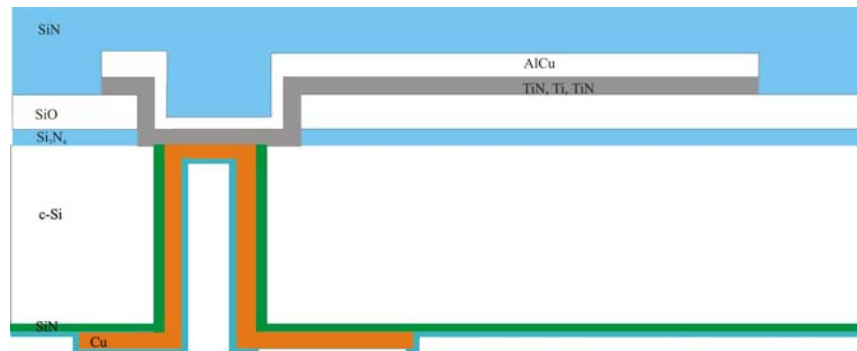 SiN
AlCu
TiN, Ti, TiN
SiO
Si₃N₄
c-Si
SiN
Cu